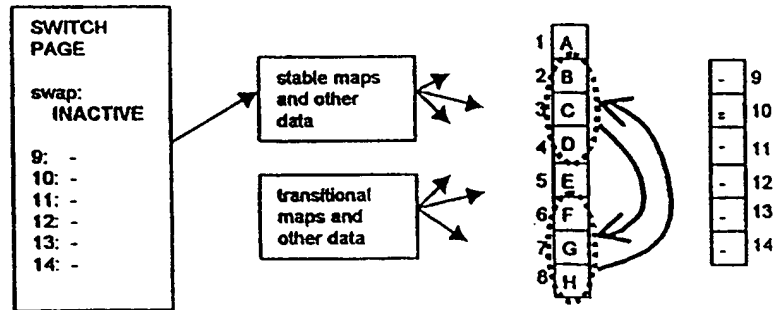 SWITCH
PAGE
swap:
INACTIVE
9: -
10: -
11: -
12: -
13: -
14: -
stable maps
and other
data
transitional
maps and
other data
1 A
2 B
3 C
4 D
5 E
6 F
7 G
8 H
- 9
- 10
- 11
- 12
- 13
- 14